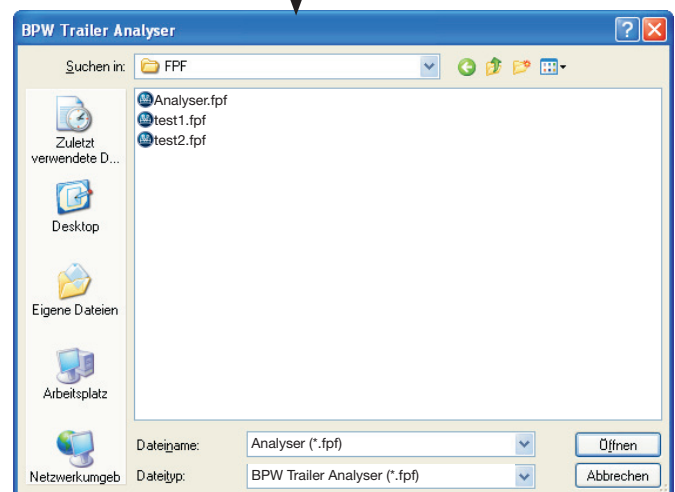 BPW Trailer Analyser
Suchen in: FPF
Analyser.fpf
test1.fpf
test2.fpf
Zuletzt
verwendete D...
Desktop
Eigene Dateien
Arbeitsplatz
Netzwerkumgeb
Dateiname: Analyser (*.fpf) Öffnen
Dateityp: BPW Trailer Analyser (*.fpf) Abbrechen